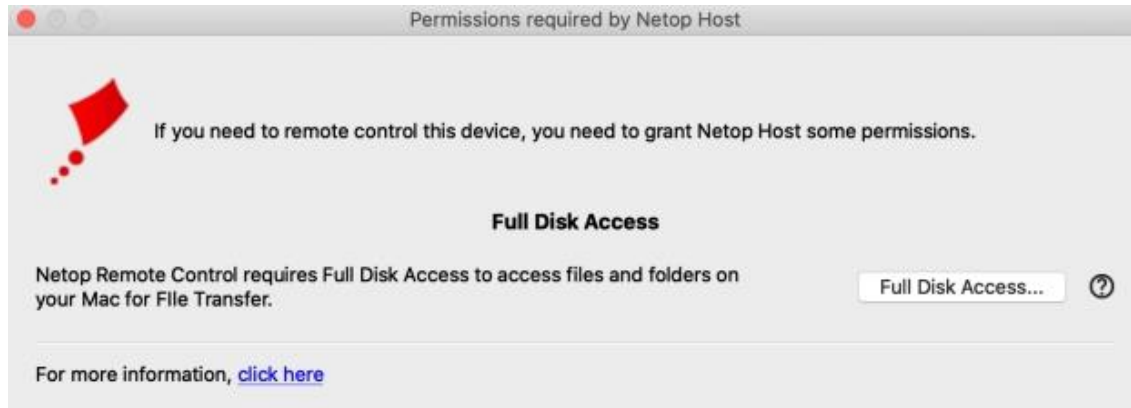 Permissions required by Netop Host
If you need to remote control this device, you need to grant Netop Host some permissions.
Full Disk Access
Netop Remote Control requires Full Disk Access to access files and folders on
your Mac for FIle Transfer.
Full Disk Access...
?
For more information, click here